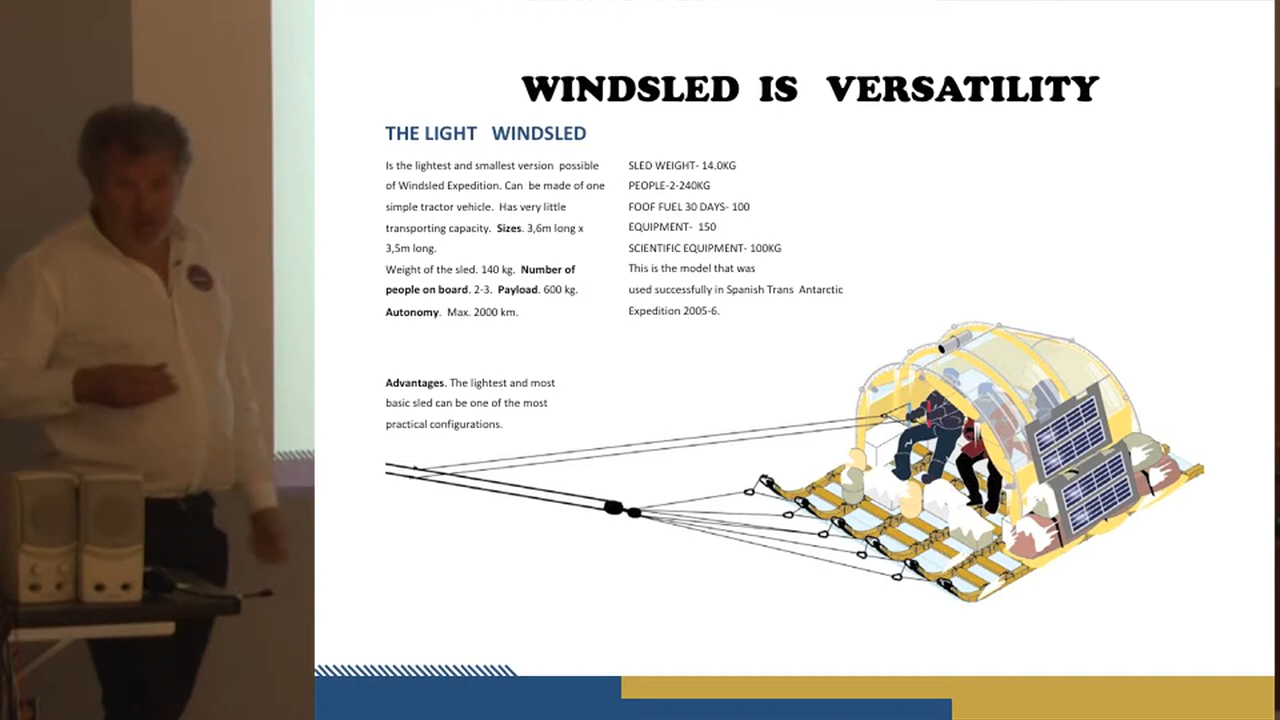 WINDSLED IS VERSATILITY
THE LIGHT WINDSLED
Is the lightest and smallest version possible
of Windsled Expedition. Can be made of one
simple tractor vehicle. Has very little
transporting capacity. Sizes. 3,6m long x
3,5m long.
Weight of the sled. 140 kg. Number of
people on board. 2-3. Payload. 600 kg.
Autonomy. Max. 2000 km.
Advantages. The lightest and most
basic sled can be one of the most
practical configurations.
SLED WEIGHT- 14.0KG
PEOPLE-2-240KG
FOOF FUEL 30 DAYS- 100
EQUIPMENT- 150
SCIENTIFIC EQUIPMENT- 100KG
This is the model that was
used successfully in Spanish Trans Antarctic
Expedition 2005-6.